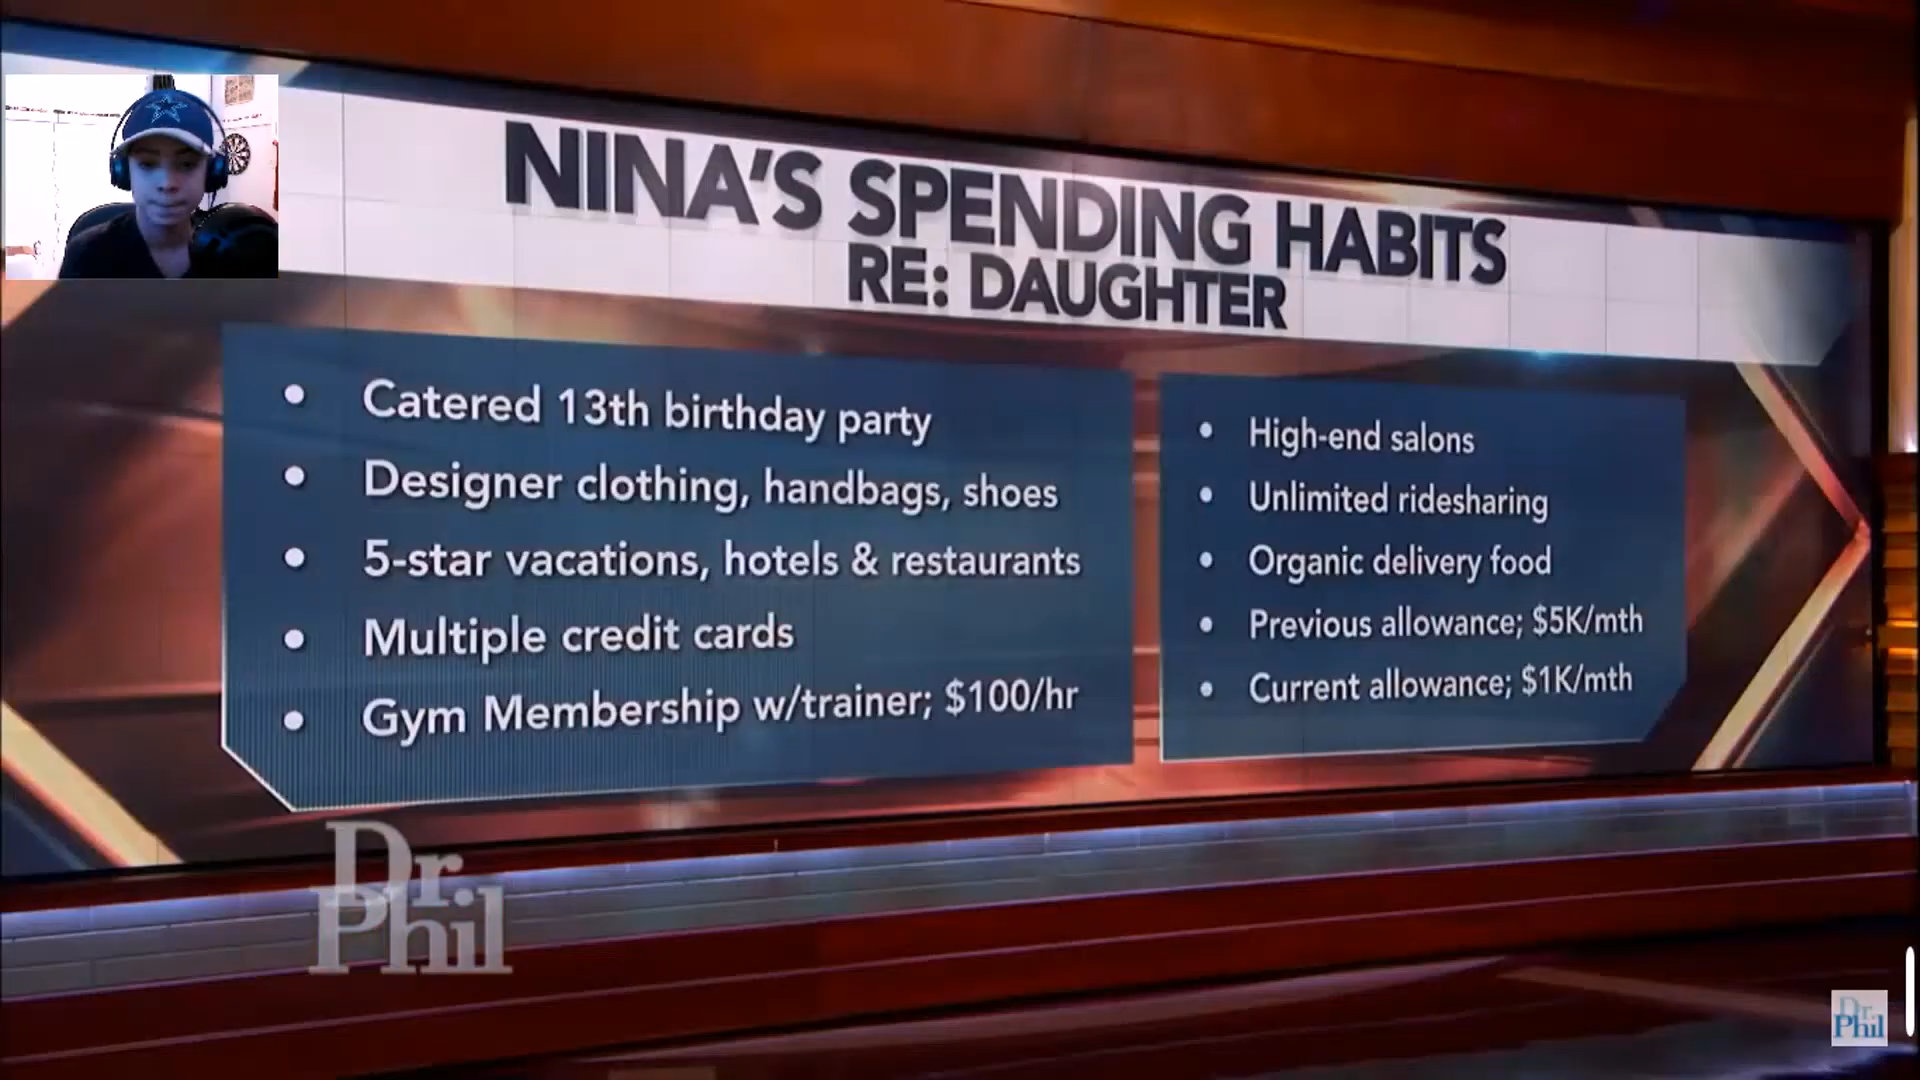 NINA'S SPENDING HABITS
RE: DAUGHTER
• Catered 13th birthday party
• Designer clothing, handbags, shoes
• 5-star vacations, hotels & restaurants
• Multiple credit cards
• Gym Membership w/trainer; $100/hr
• High-end salons
• Unlimited ridesharing
• Organic delivery food
• Previous allowance; $5K/mth
• Current allowance; $1K/mth
Dr.
Phil
Dr.
Phil